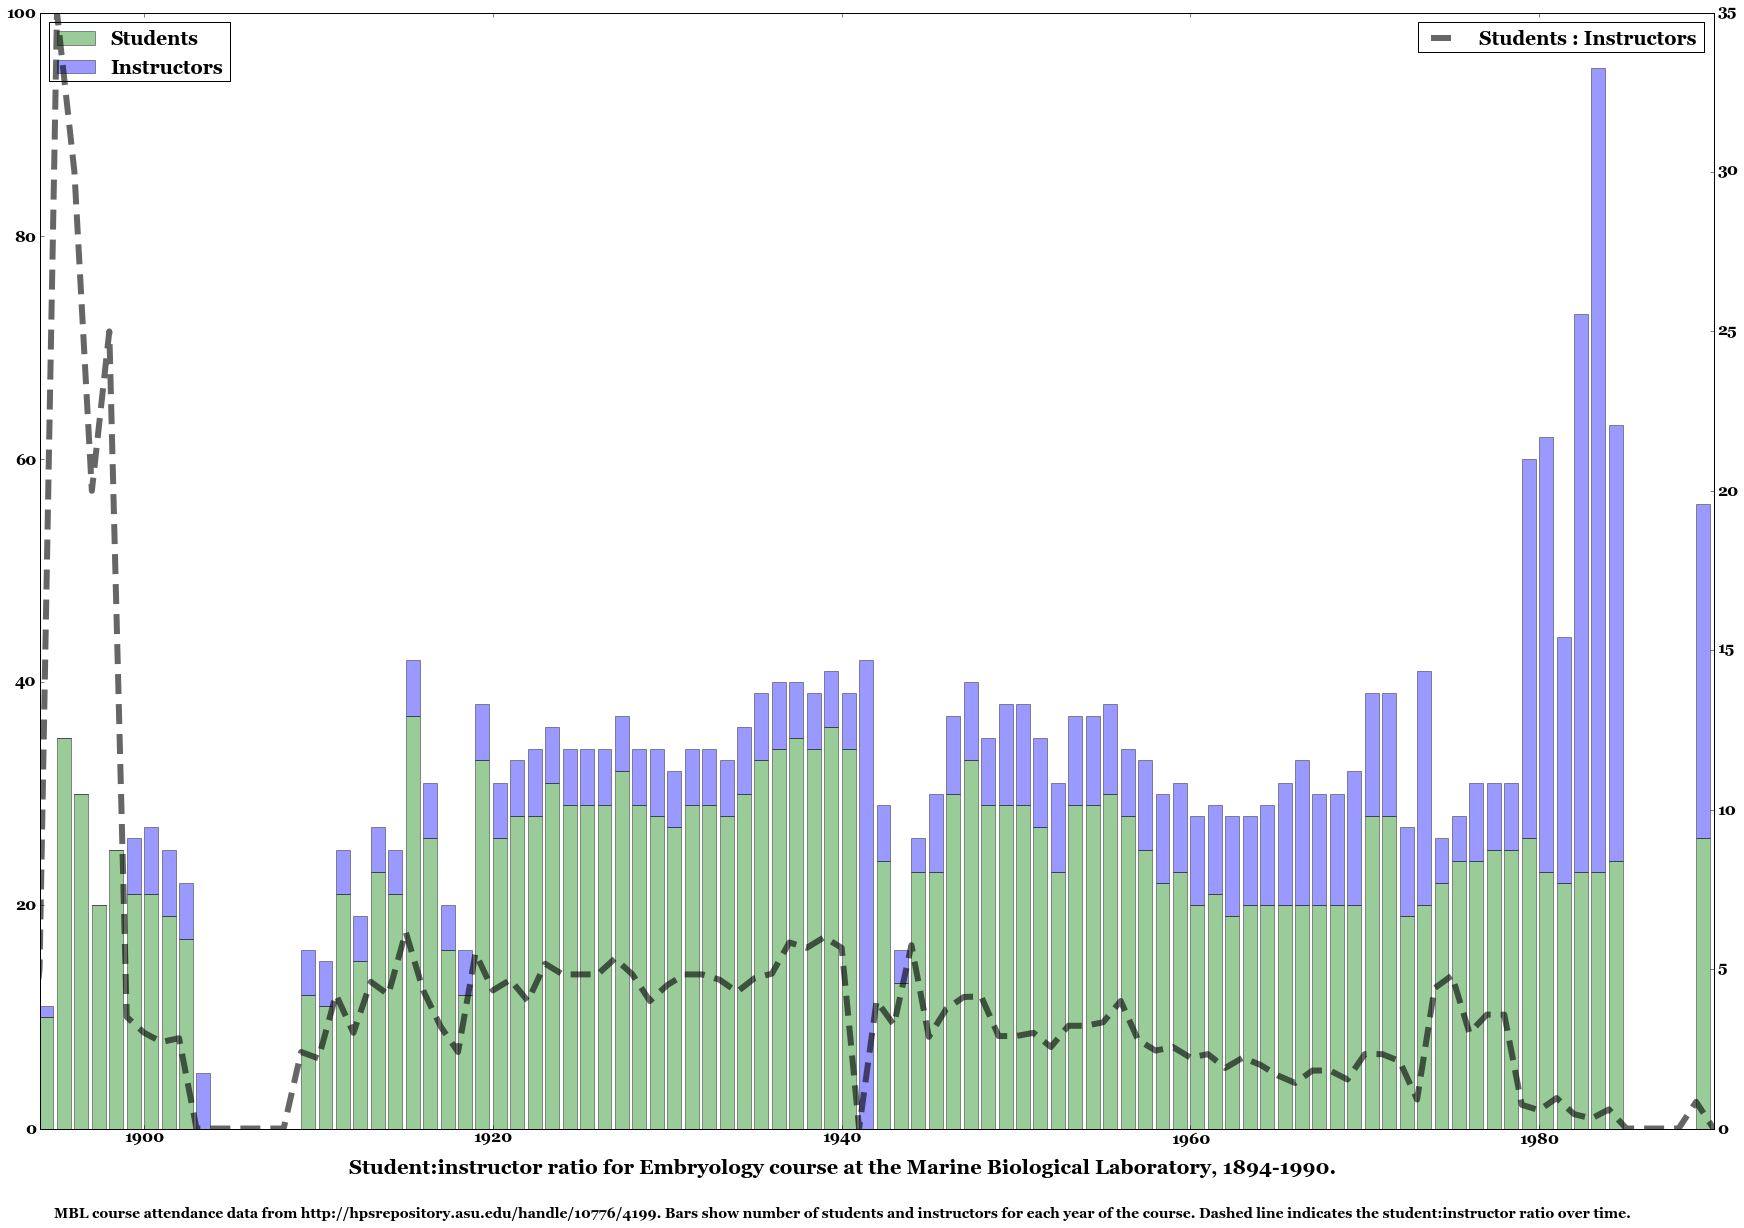 100
80
60
40
20
0
Students
Instructors
Students : Instructors
35
30
25
20
15
10
5
0
1900 1920 1940 1960 1980
Student:instructor ratio for Embryology course at the Marine Biological Laboratory, 1894-1990.
MBL course attendance data from http://hpsrepository.asu.edu/handle/10776/4199. Bars show number of students and instructors for each year of the course. Dashed line indicates the student:instructor ratio over time.